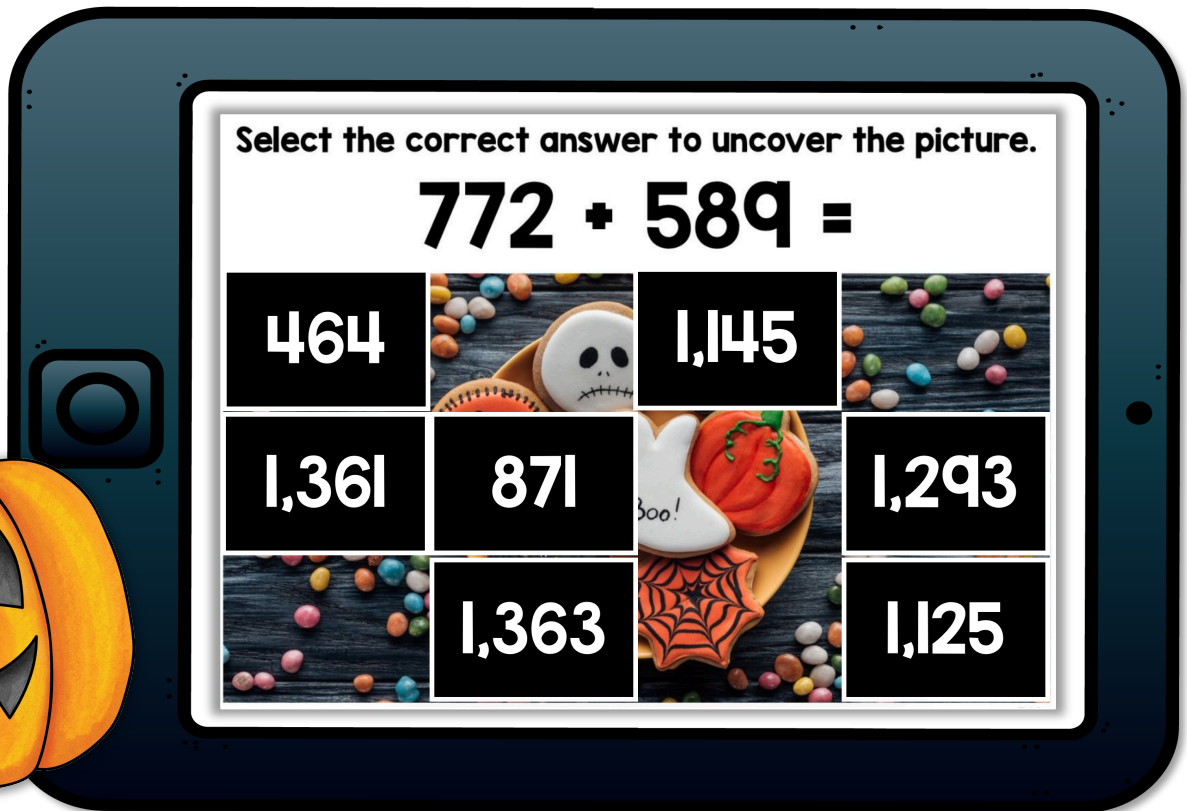 Select the correct answer to uncover the picture.
772 + 589 =
464
1,145
1,361
871
1,293
Boo!
1,363
1,125